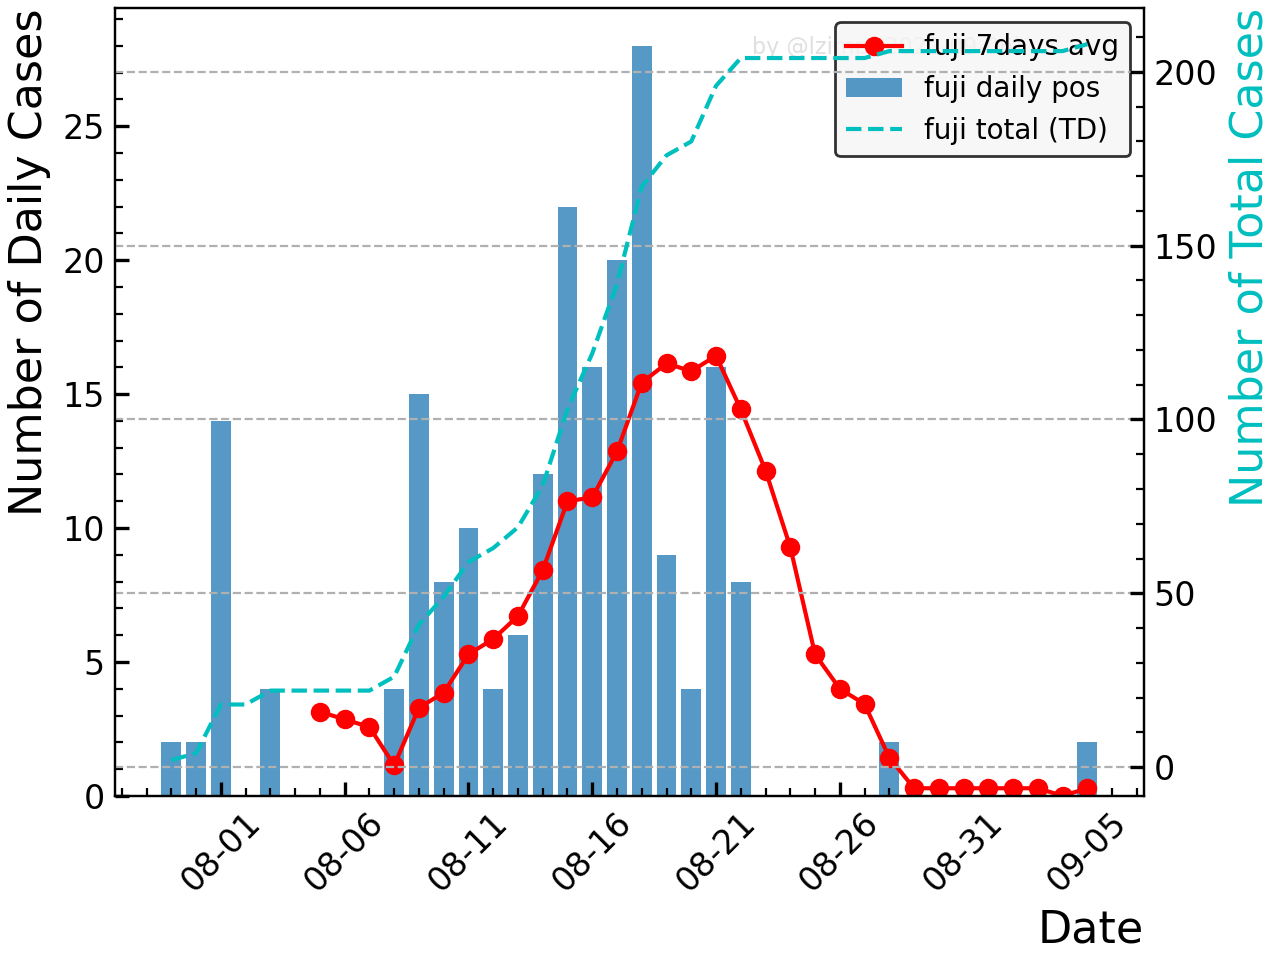 Number of Daily Cases
25
20
15
10
5
0
by @lzi
fuji 7days avg
fuji daily pos
fuji total (TD)
200
150
100
50
0
Number of Total Cases
08-01
08-06
08-11
08-16
08-21
08-26
08-31
09-05
Date